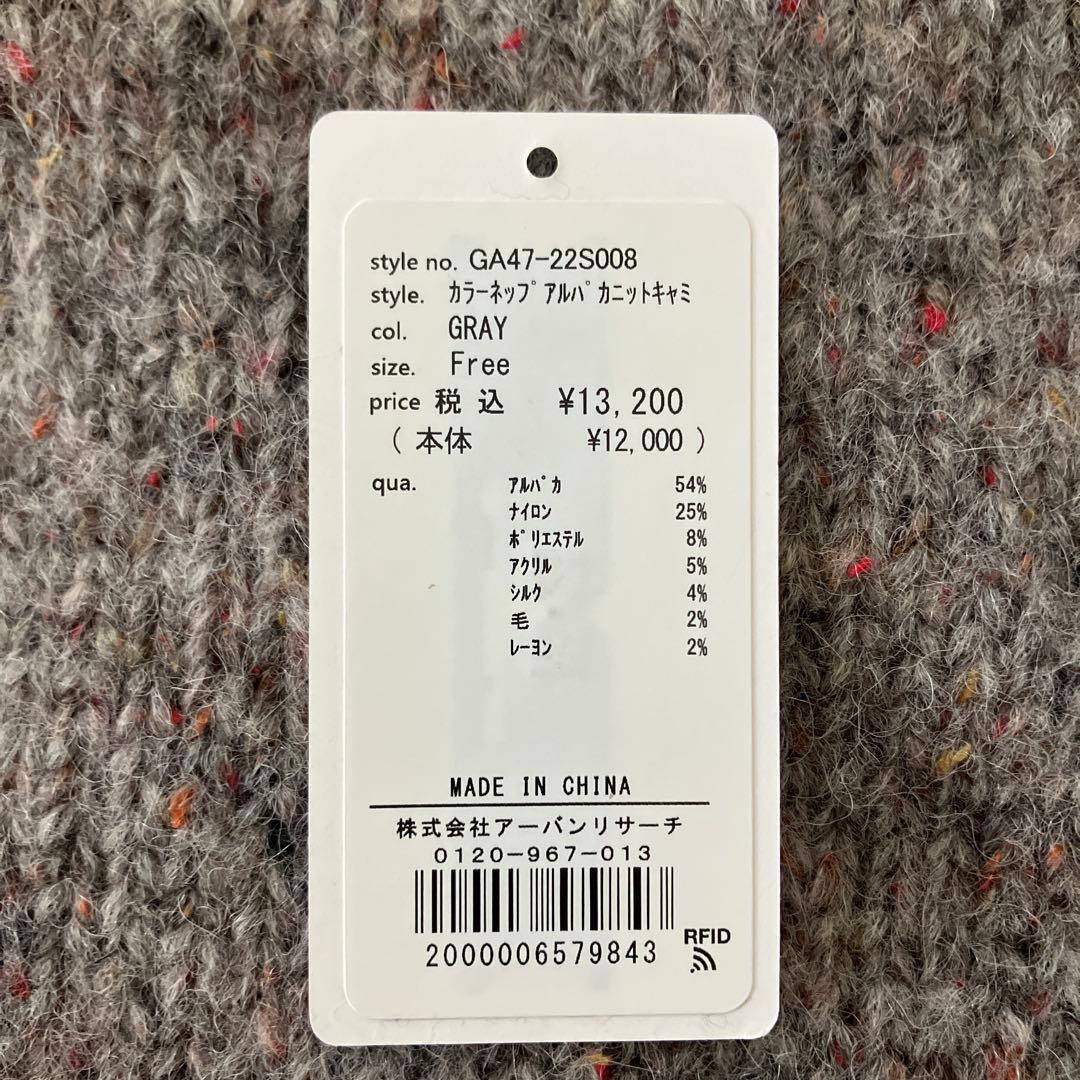 style no. GA47-22S008
style. ｶﾗｰﾈｯﾌﾟｱﾙﾊﾟｶﾆｯﾄｷｬﾐ
col. GRAY
size. Free
price 税込 ¥13,200
( 本体 ¥12,000 )
qua. ｱﾙﾊﾟｶ 54%
ﾅｲﾛﾝ 25%
ﾎﾟﾘｴｽﾃﾙ 8%
ｱｸﾘﾙ 5%
ｼﾙｸ 4%
毛 2%
ﾚｰﾖﾝ 2%
MADE IN CHINA
株式会社アーバンリサーチ
0120-967-013
2000006579843
RFID